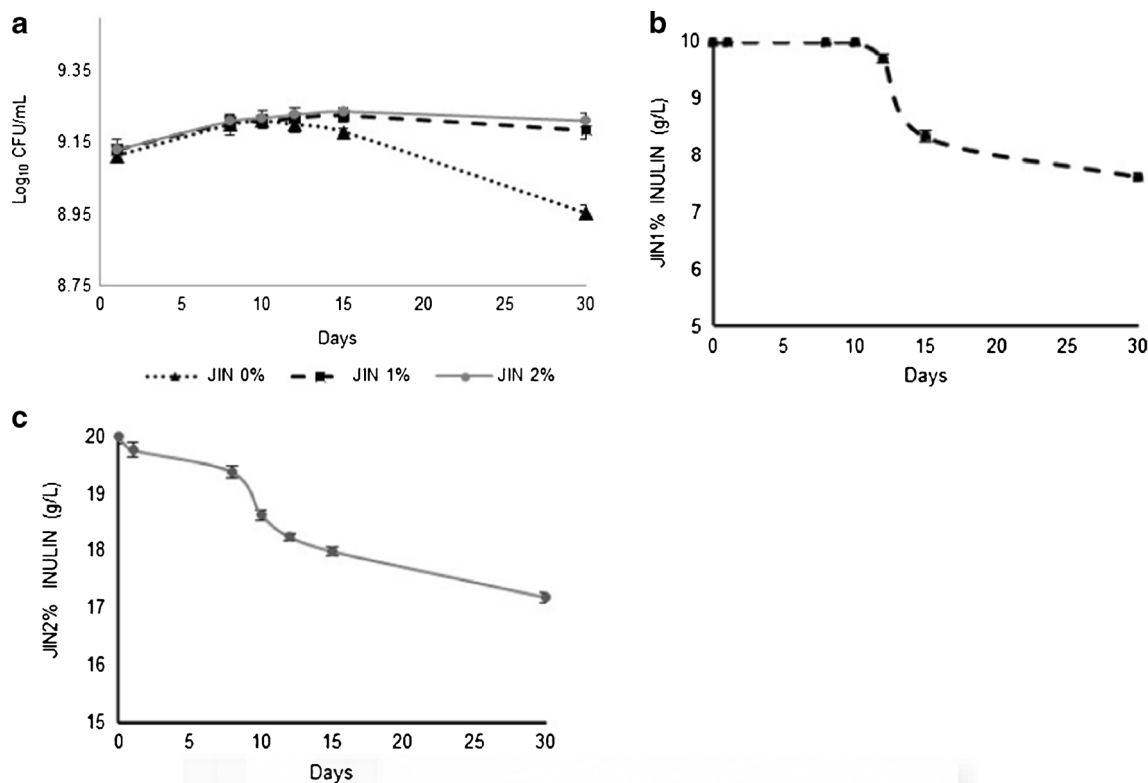 a
9.35
9.15
8.95
8.75
Log10 CFU/mL
0 5 10 15 20 25 30
Days
JIN 0% JIN 1% JIN 2%
b
10
9
8
7
6
5
JIN1% INULIN (g/L)
0 5 10 15 20 25 30
Days
c
20
19
18
17
16
15
JIN2% INULIN (g/L)
0 5 10 15 20 25 30
Days